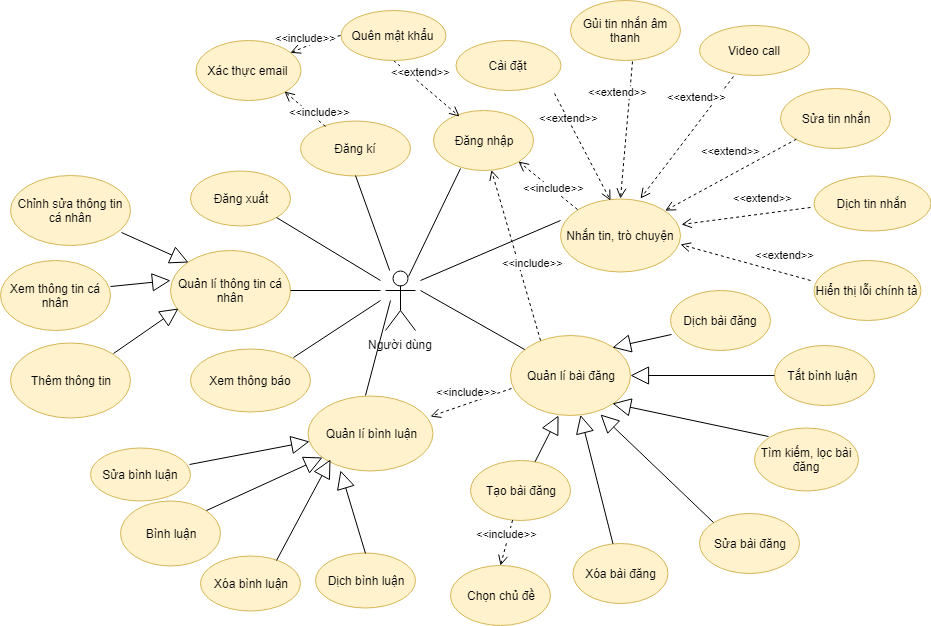 Gủi tin nhắn âm
thanh
<<include>>
Quên mật khẩu
Video call
Xác thực email
<<extend>>
Cài đặt
<<extend>>
<<extend>>
<<include>>
<<extend>>
Sửa tin nhắn
Đăng kí
Đăng nhập
<<extend>>
Chỉnh sửa thông tin
cá nhân
Đăng xuất
<<include>>
<<extend>>
Dịch tin nhắn
Nhắn tin, trò chuyện
<<extend>>
<<include>>
Xem thông tin cá
nhân
Quản lí thông tin cá
nhân
Hiển thị lỗi chính tả
Dịch bài đăng
Người dùng
Thêm thông tin
Xem thông báo
Quản lí bài đăng
Tắt bình luận
<<include>>
Quản lí bình luận
Tìm kiếm, lọc bài
đăng
Sửa bình luận
Tạo bài đăng
Bình luận
<<include>>
Sửa bài đăng
Xóa bình luận
Dịch bình luận
Xóa bài đăng
Chọn chủ đề